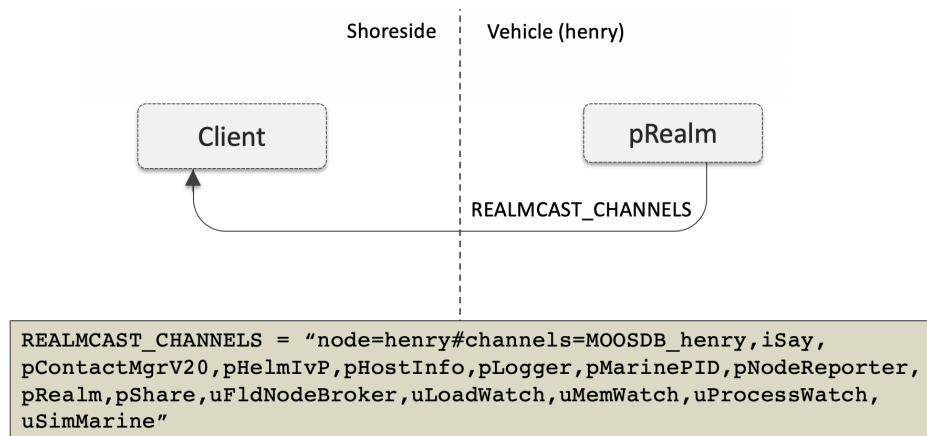 Shoreside
Vehicle (henry)
Client
pRealm
REALMCAST_CHANNELS
REALMCAST_CHANNELS = “node=henry#channels=MOOSDB_henry,iSay,
pContactMgrV20,pHelmIvP,pHostInfo,pLogger,pMarinePID,pNodeReporter,
pRealm,pShare,uFldNodeBroker,uLoadWatch,uMemWatch,uProcessWatch,
uSimMarine”